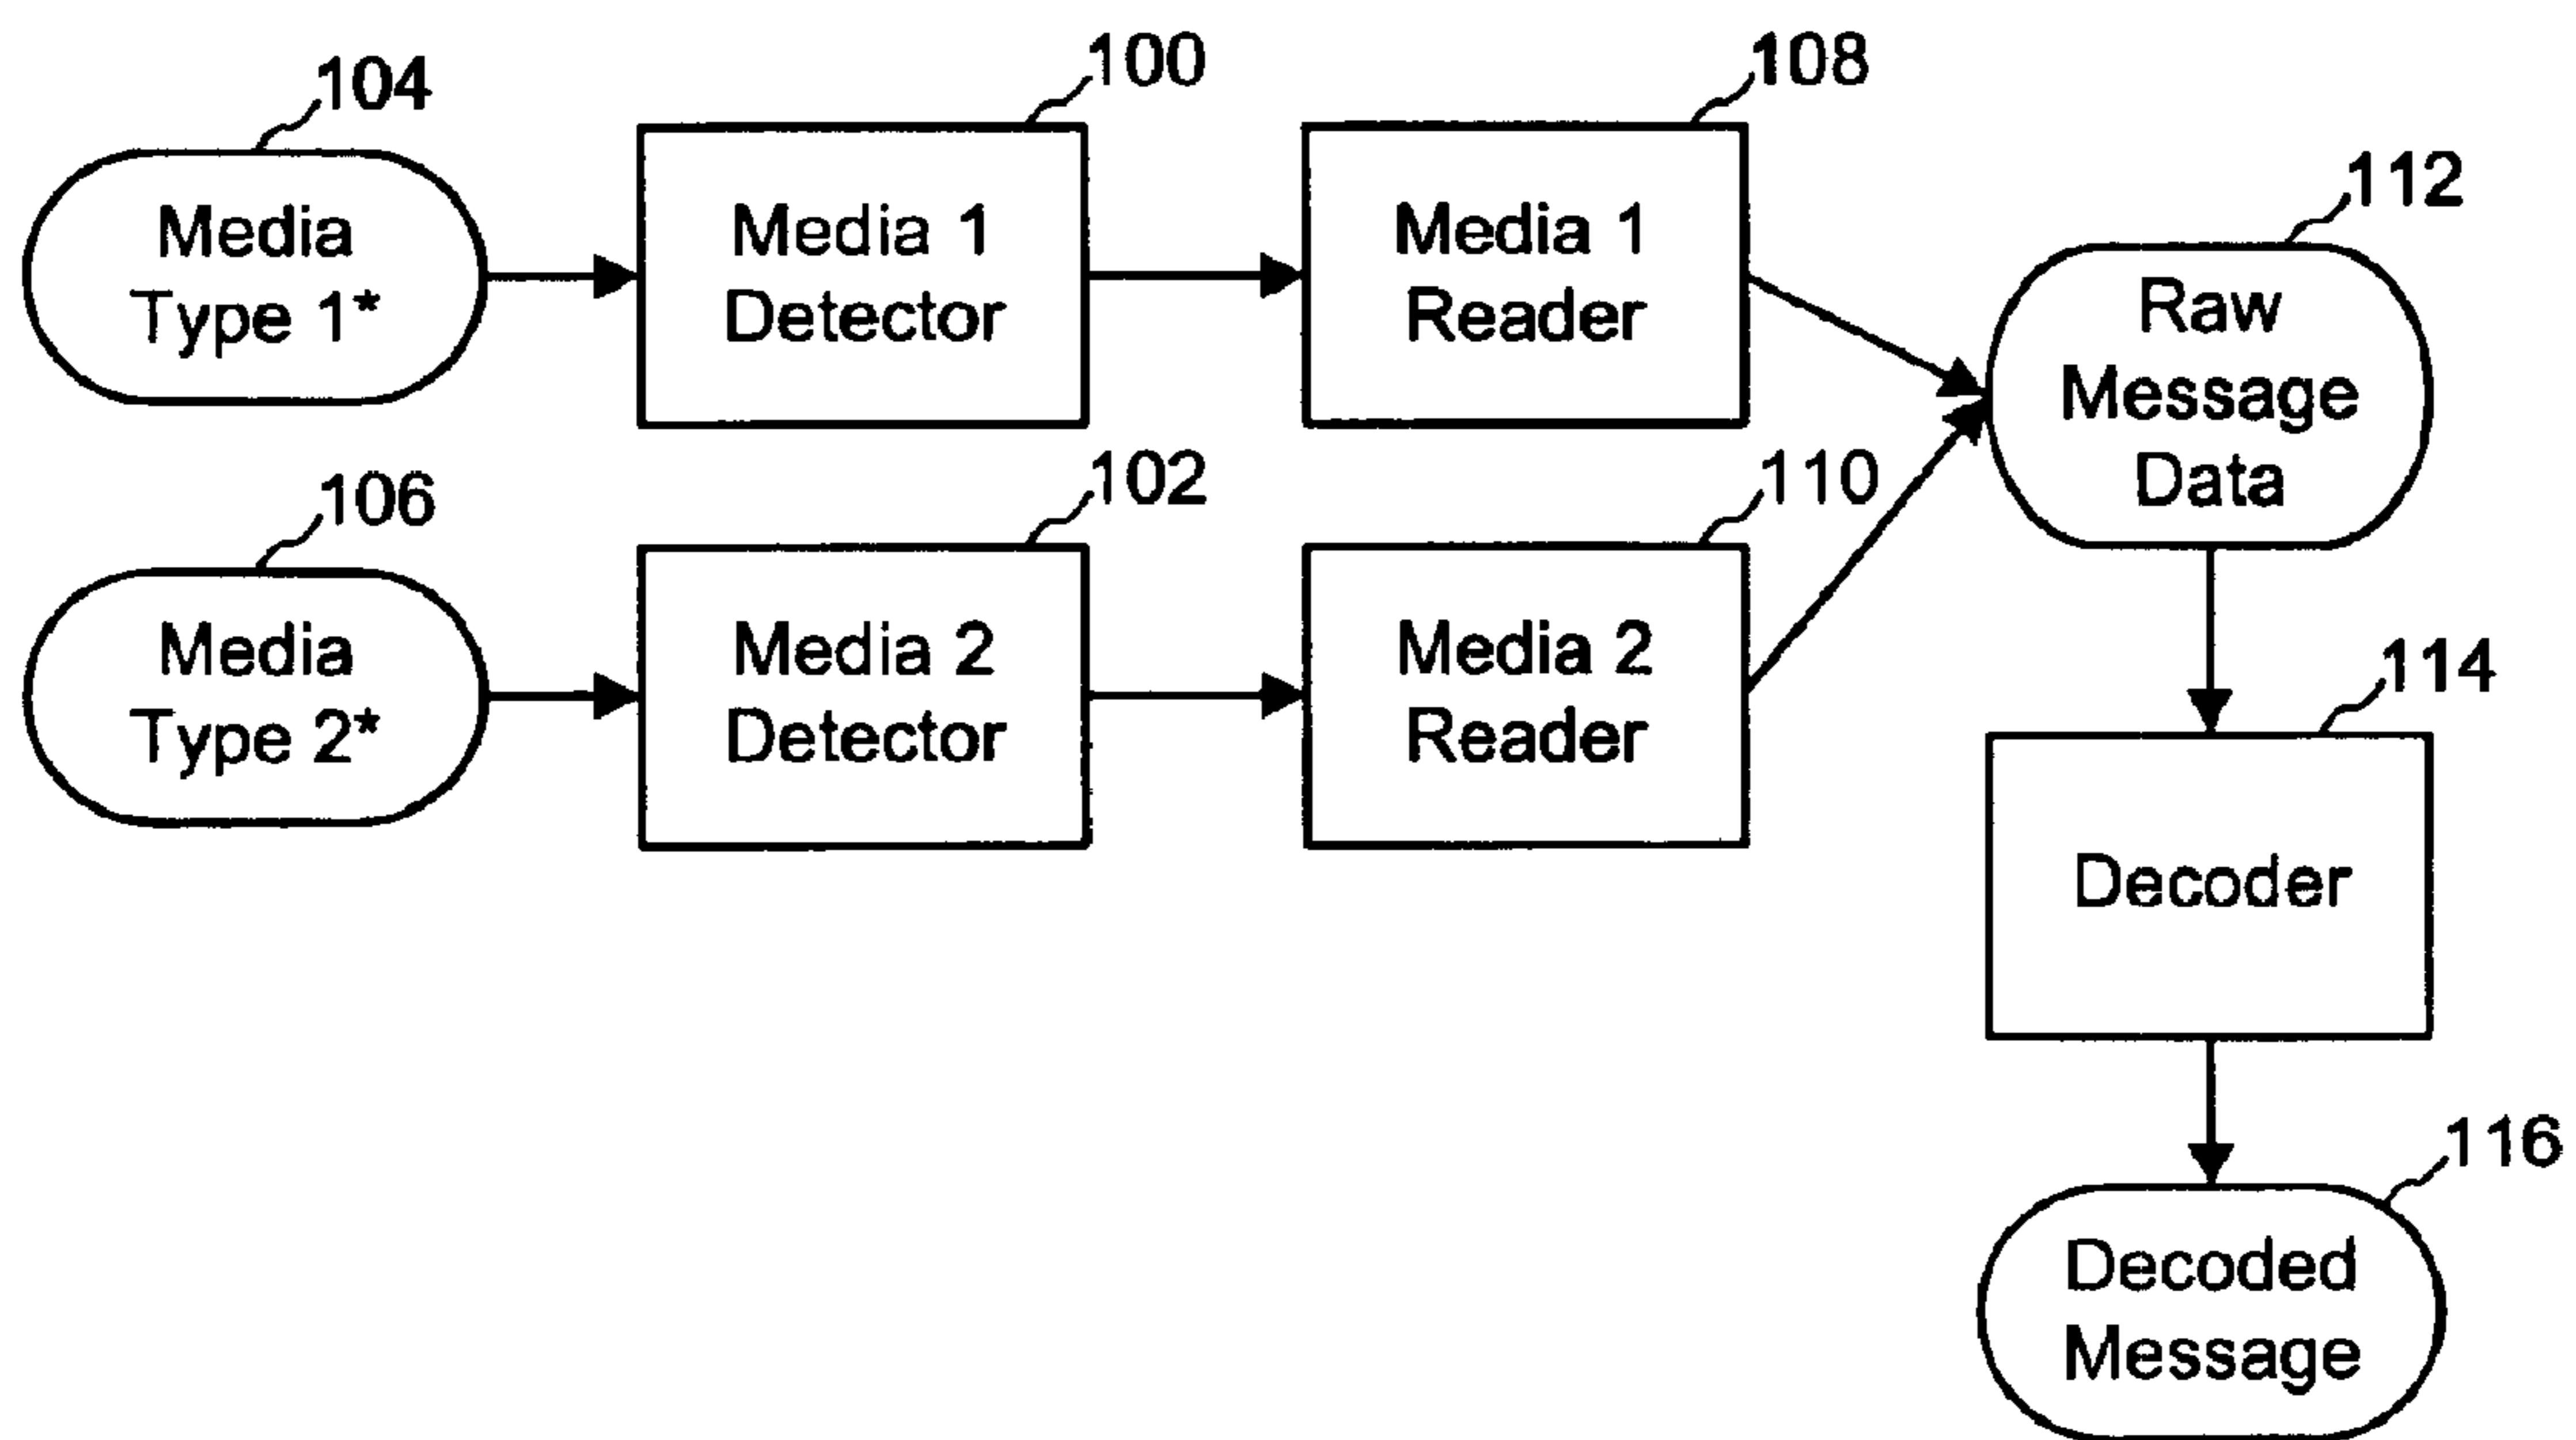 104
Media
Type 1*
100
Media 1
Detector
108
Media 1
Reader
112
Raw
Message
Data
106
Media
Type 2*
102
Media 2
Detector
110
Media 2
Reader
114
Decoder
116
Decoded
Message